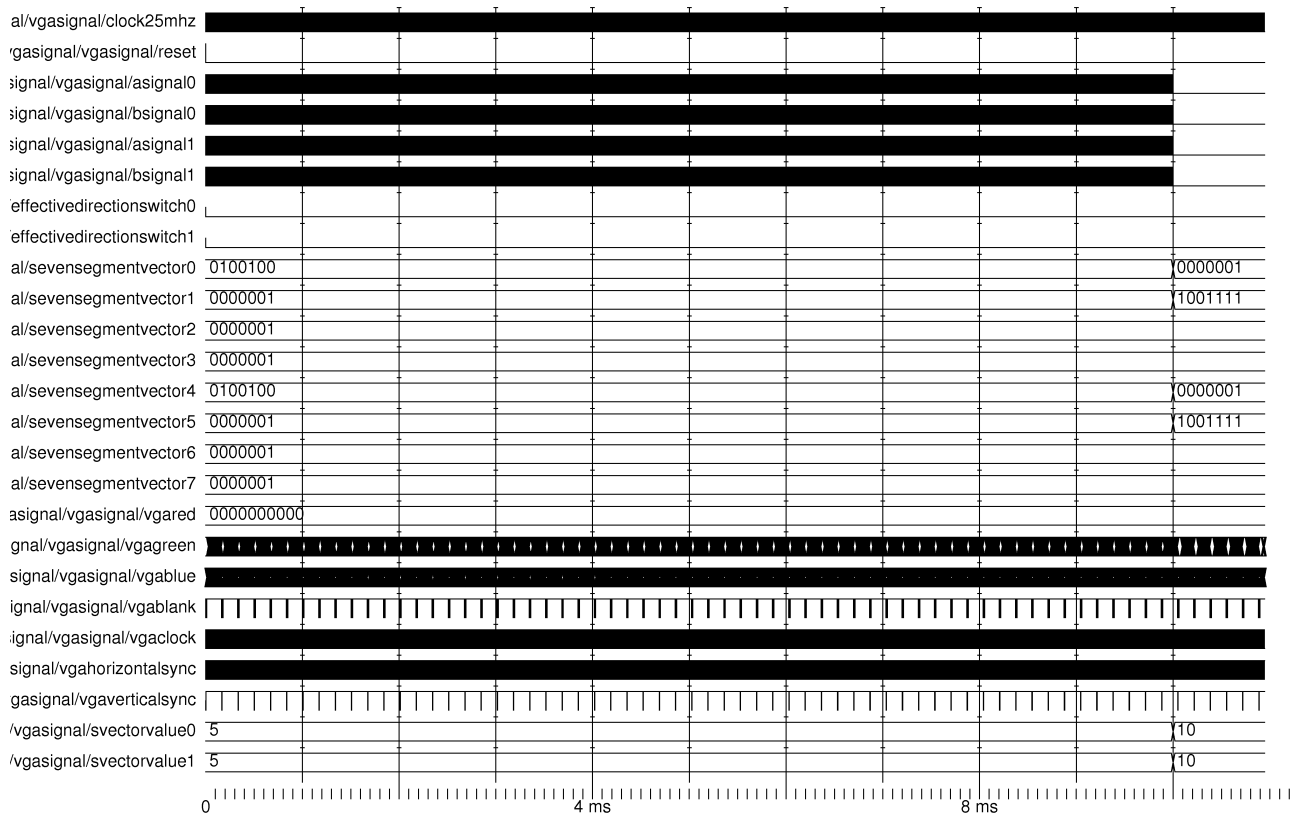 al/vgasignal/clock25mhz
vgasignal/vgasignal/reset
signal/vgasignal/asignal0
signal/vgasignal/bsignal0
signal/vgasignal/asignal1
signal/vgasignal/bsignal1
/effectivedirectionswitch0
/effectivedirectionswitch1
al/sevensegmentvector0 0100100 0000001
al/sevensegmentvector1 0000001 1001111
al/sevensegmentvector2 0000001
al/sevensegmentvector3 0000001
al/sevensegmentvector4 0100100 0000001
al/sevensegmentvector5 0000001 1001111
al/sevensegmentvector6 0000001
al/sevensegmentvector7 0000001
asignal/vgasignal/vgared 0000000000
gnal/vgasignal/vgagreen
signal/vgasignal/vgablue
ignal/vgasignal/vgablank
ignal/vgasignal/vgaclock
signal/vgahorizontalsync
gasignal/vgaverticalsync
/vgasignal/svectorvalue0 5 10
/vgasignal/svectorvalue1 5 10
0 4 ms 8 ms